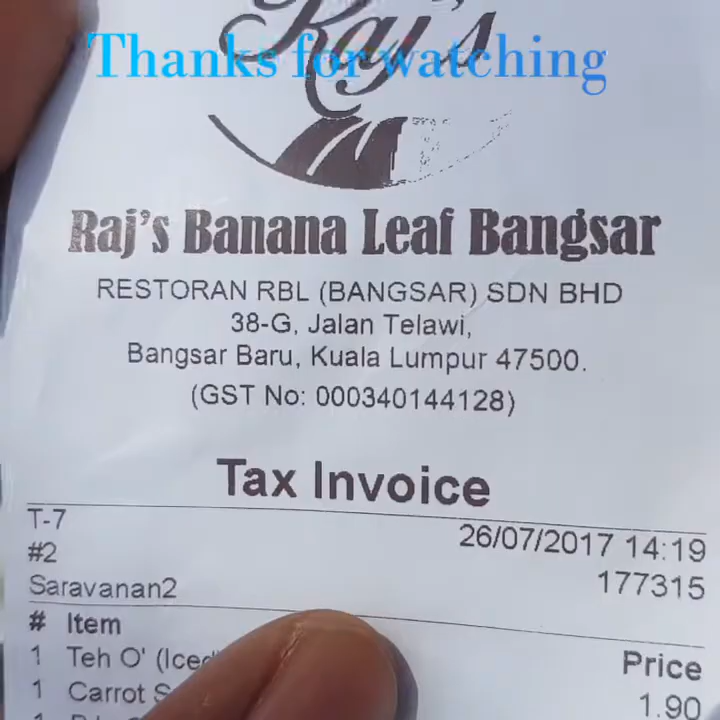 Raj's
Thanks for watching
Raj's Banana Leaf Bangsar
RESTORAN RBL (BANGSAR) SDN BHD
38-G, Jalan Telawi,
Bangsar Baru, Kuala Lumpur 47500.
(GST No: 000340144128)
Tax Invoice
T-7 26/07/2017 14:19
#2 177315
Saravanan2
# Item Price
1 Teh O' (Iced 1.90
1 Carrot